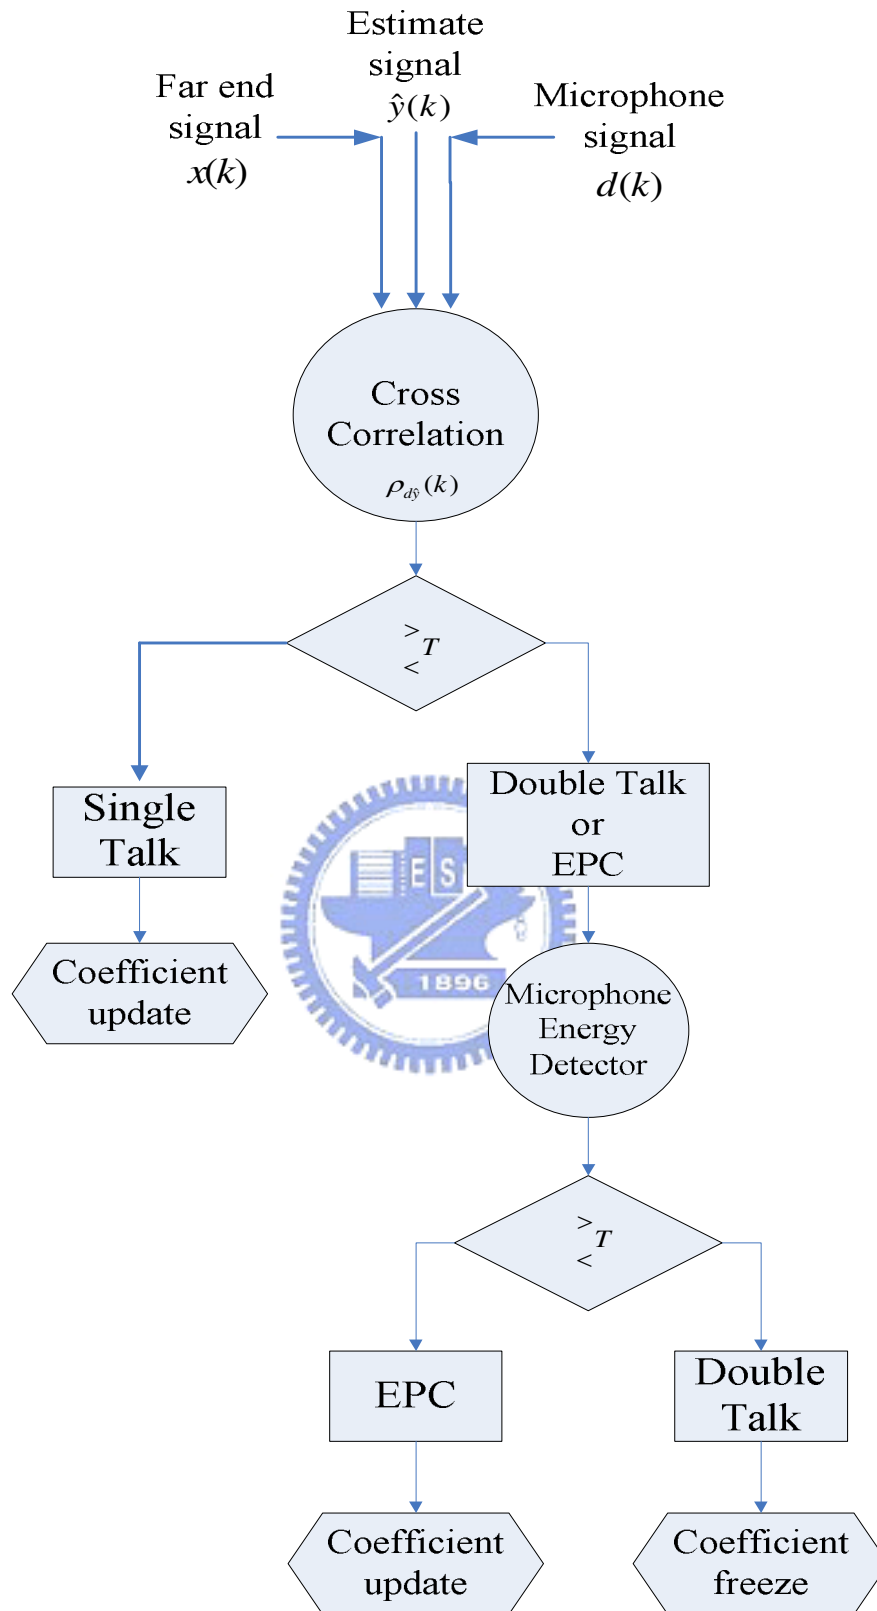 Estimate
signal
ŷ(k)
Far end
signal
x(k)
Microphone
signal
d(k)
Cross
Correlation
ρdŷ(k)
>
T
<
Single
Talk
Double Talk
or
EPC
E S
1896
Coefficient
update
Microphone
Energy
Detector
>
T
<
EPC
Double
Talk
Coefficient
update
Coefficient
freeze